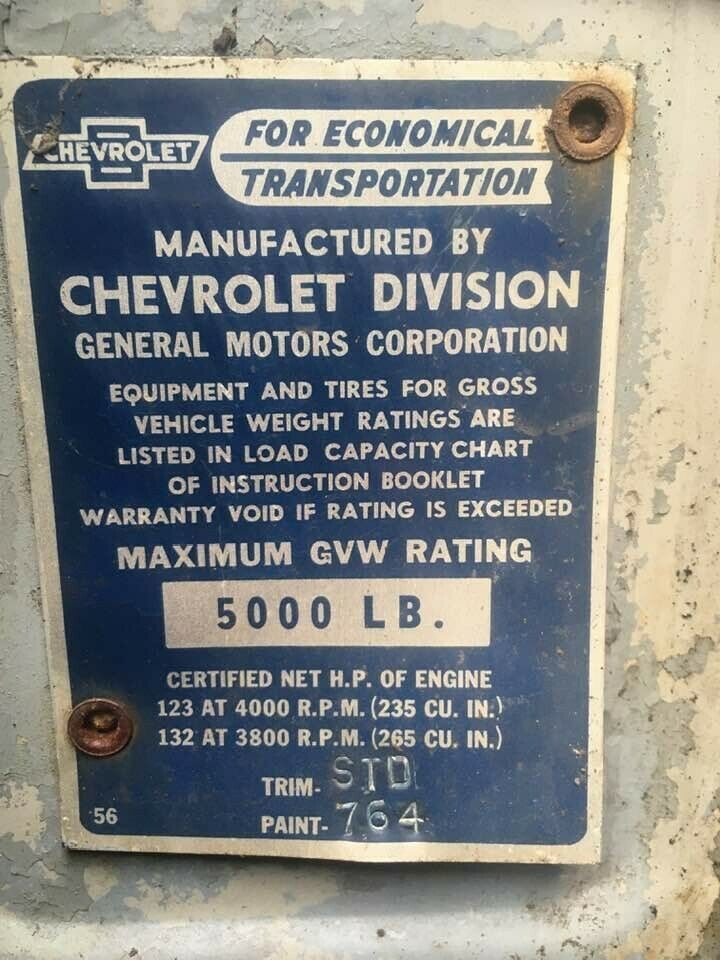 CHEVROLET
FOR ECONOMICAL
TRANSPORTATION
MANUFACTURED BY
CHEVROLET DIVISION
GENERAL MOTORS CORPORATION
EQUIPMENT AND TIRES FOR GROSS
VEHICLE WEIGHT RATINGS ARE
LISTED IN LOAD CAPACITY CHART
OF INSTRUCTION BOOKLET
WARRANTY VOID IF RATING IS EXCEEDED
MAXIMUM GVW RATING
5000 LB.
CERTIFIED NET H.P. OF ENGINE
123 AT 4000 R.P.M. (235 CU. IN.)
132 AT 3800 R.P.M. (265 CU. IN.)
TRIM- STD
56 PAINT- 764